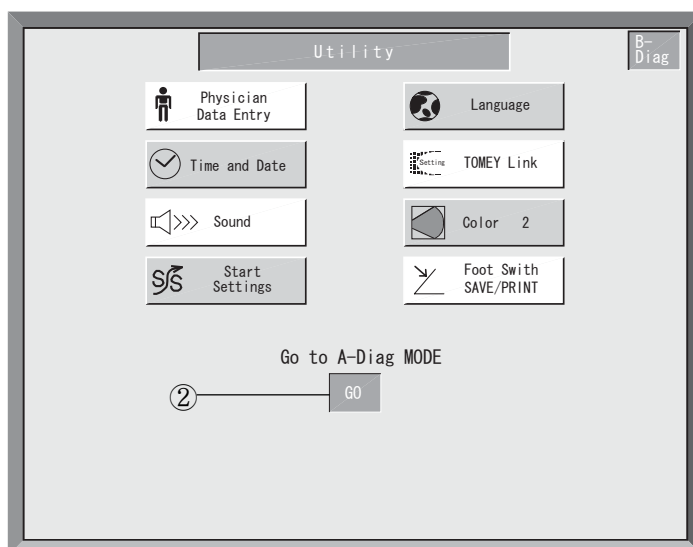 Utility
B-
Diag
Physician
Data Entry
Language
Time and Date
Setting
TOMEY Link
Sound
Color 2
S/S
Start
Settings
Foot Swith
SAVE/PRINT
Go to A-Diag MODE
② GO